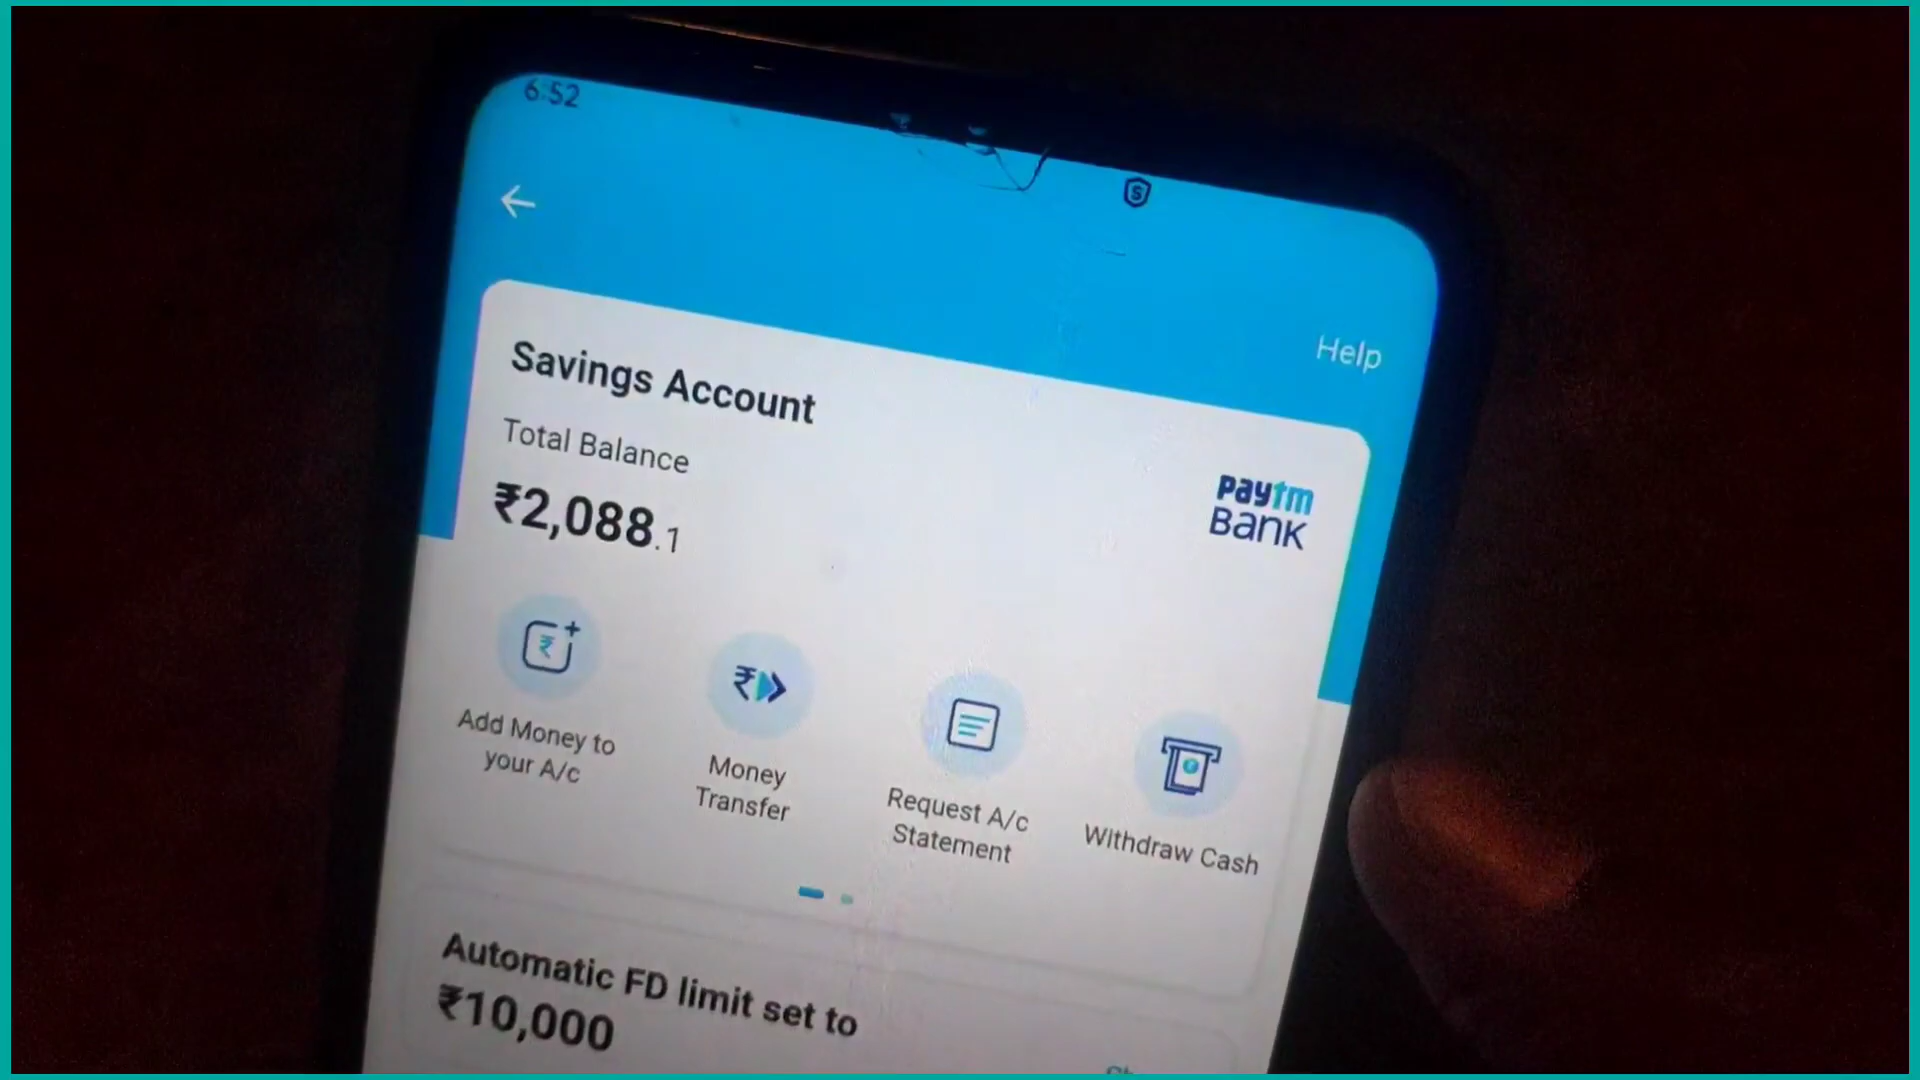 6:52
Help
Savings Account
Total Balance
₹2,088.1
paytm
BANK
Add Money to
your A/c
Money
Transfer
Request A/c
Statement
Withdraw Cash
Automatic FD limit set to
₹10,000